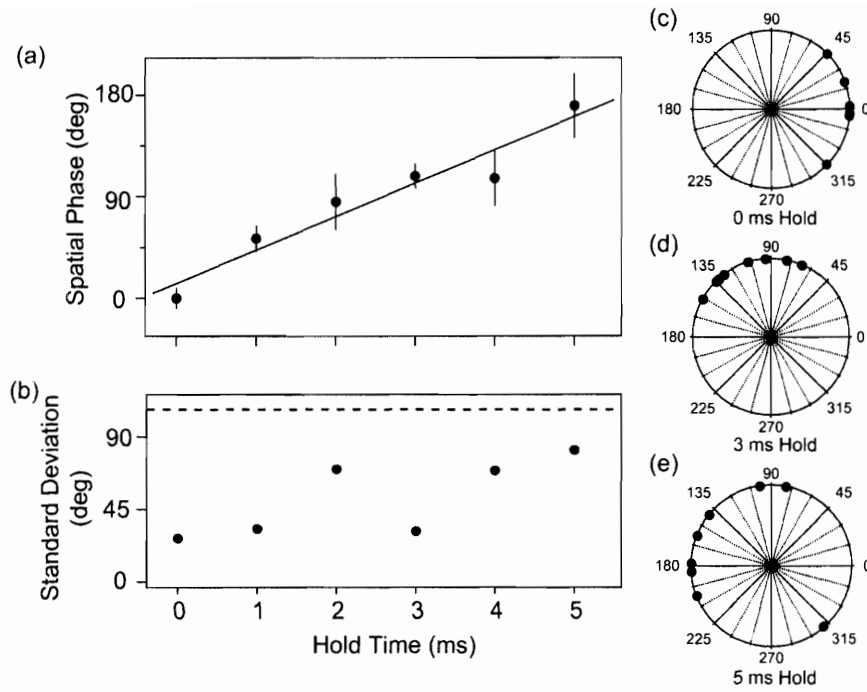 (a)
Spatial Phase (deg)
180
90
0
(b)
Standard Deviation
(deg)
90
45
0
0 1 2 3 4 5
Hold Time (ms)
(c)
90
135 45
180 0
225 315
270
0 ms Hold
(d)
90
135 45
180 0
225 315
270
3 ms Hold
(e)
90
135 45
180 0
225 315
270
5 ms Hold